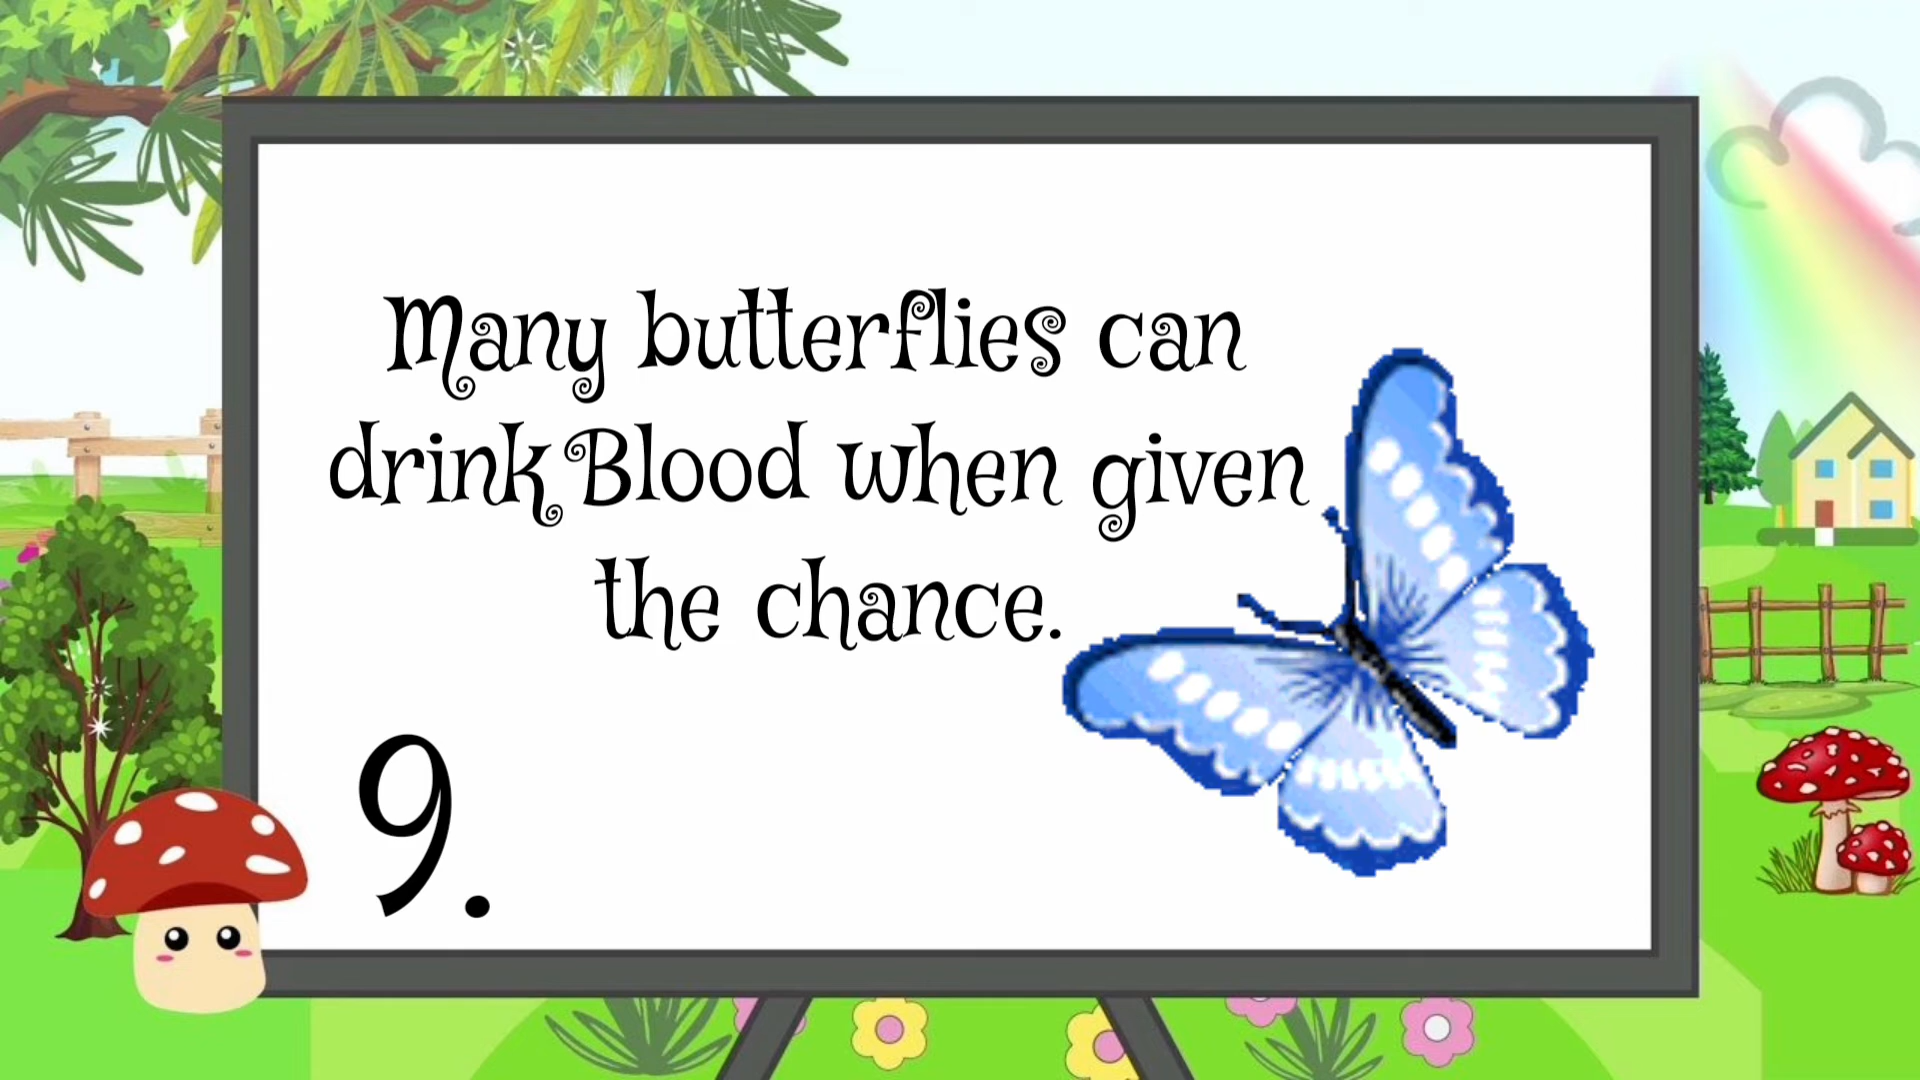 Many butterflies can
drink Blood when given
the chance.
9.